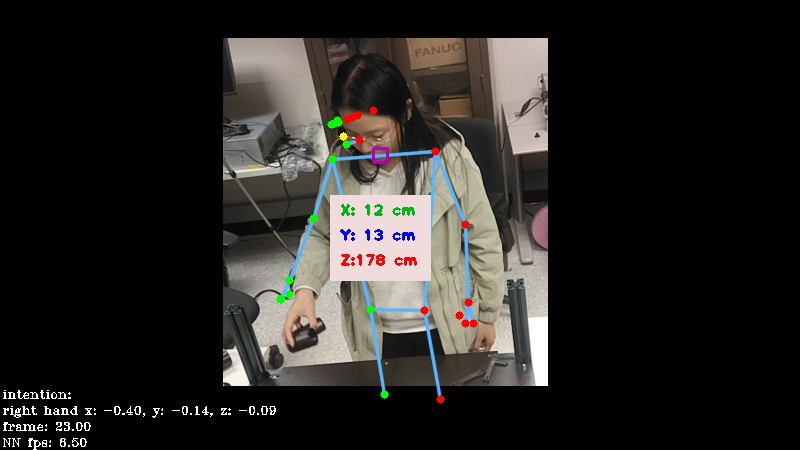 FANUC
X: 12 cm
Y: 13 cm
Z:178 cm
intention:
right hand x: -0.40, y: -0.14, z: -0.09
frame: 23.00
NN fps: 6.50